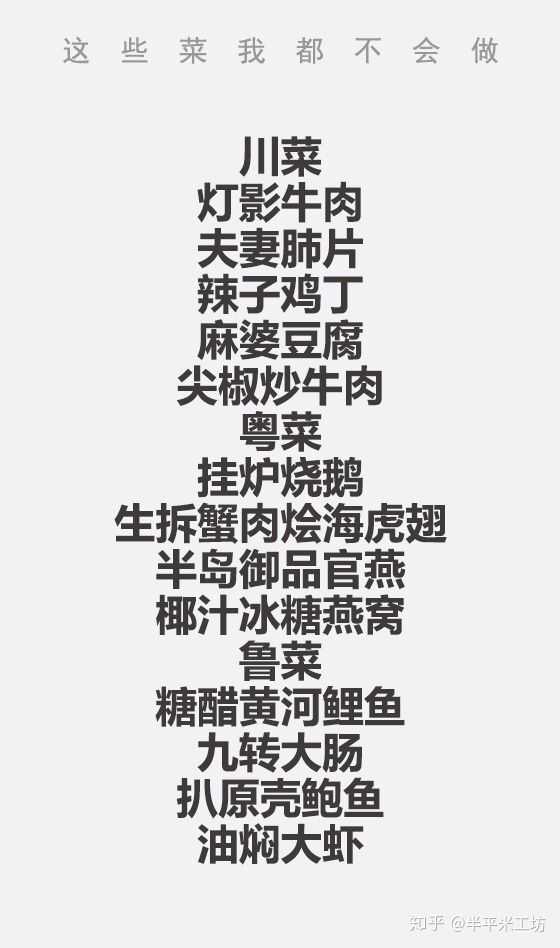 这些菜我都不会做
川菜
灯影牛肉
夫妻肺片
辣子鸡丁
麻婆豆腐
尖椒炒牛肉
粤菜
挂炉烧鹅
生拆蟹肉烩海虎翅
半岛御品官燕
椰汁冰糖燕窝
鲁菜
糖醋黄河鲤鱼
九转大肠
扒原壳鲍鱼
油焖大虾
知乎 @半平米工坊